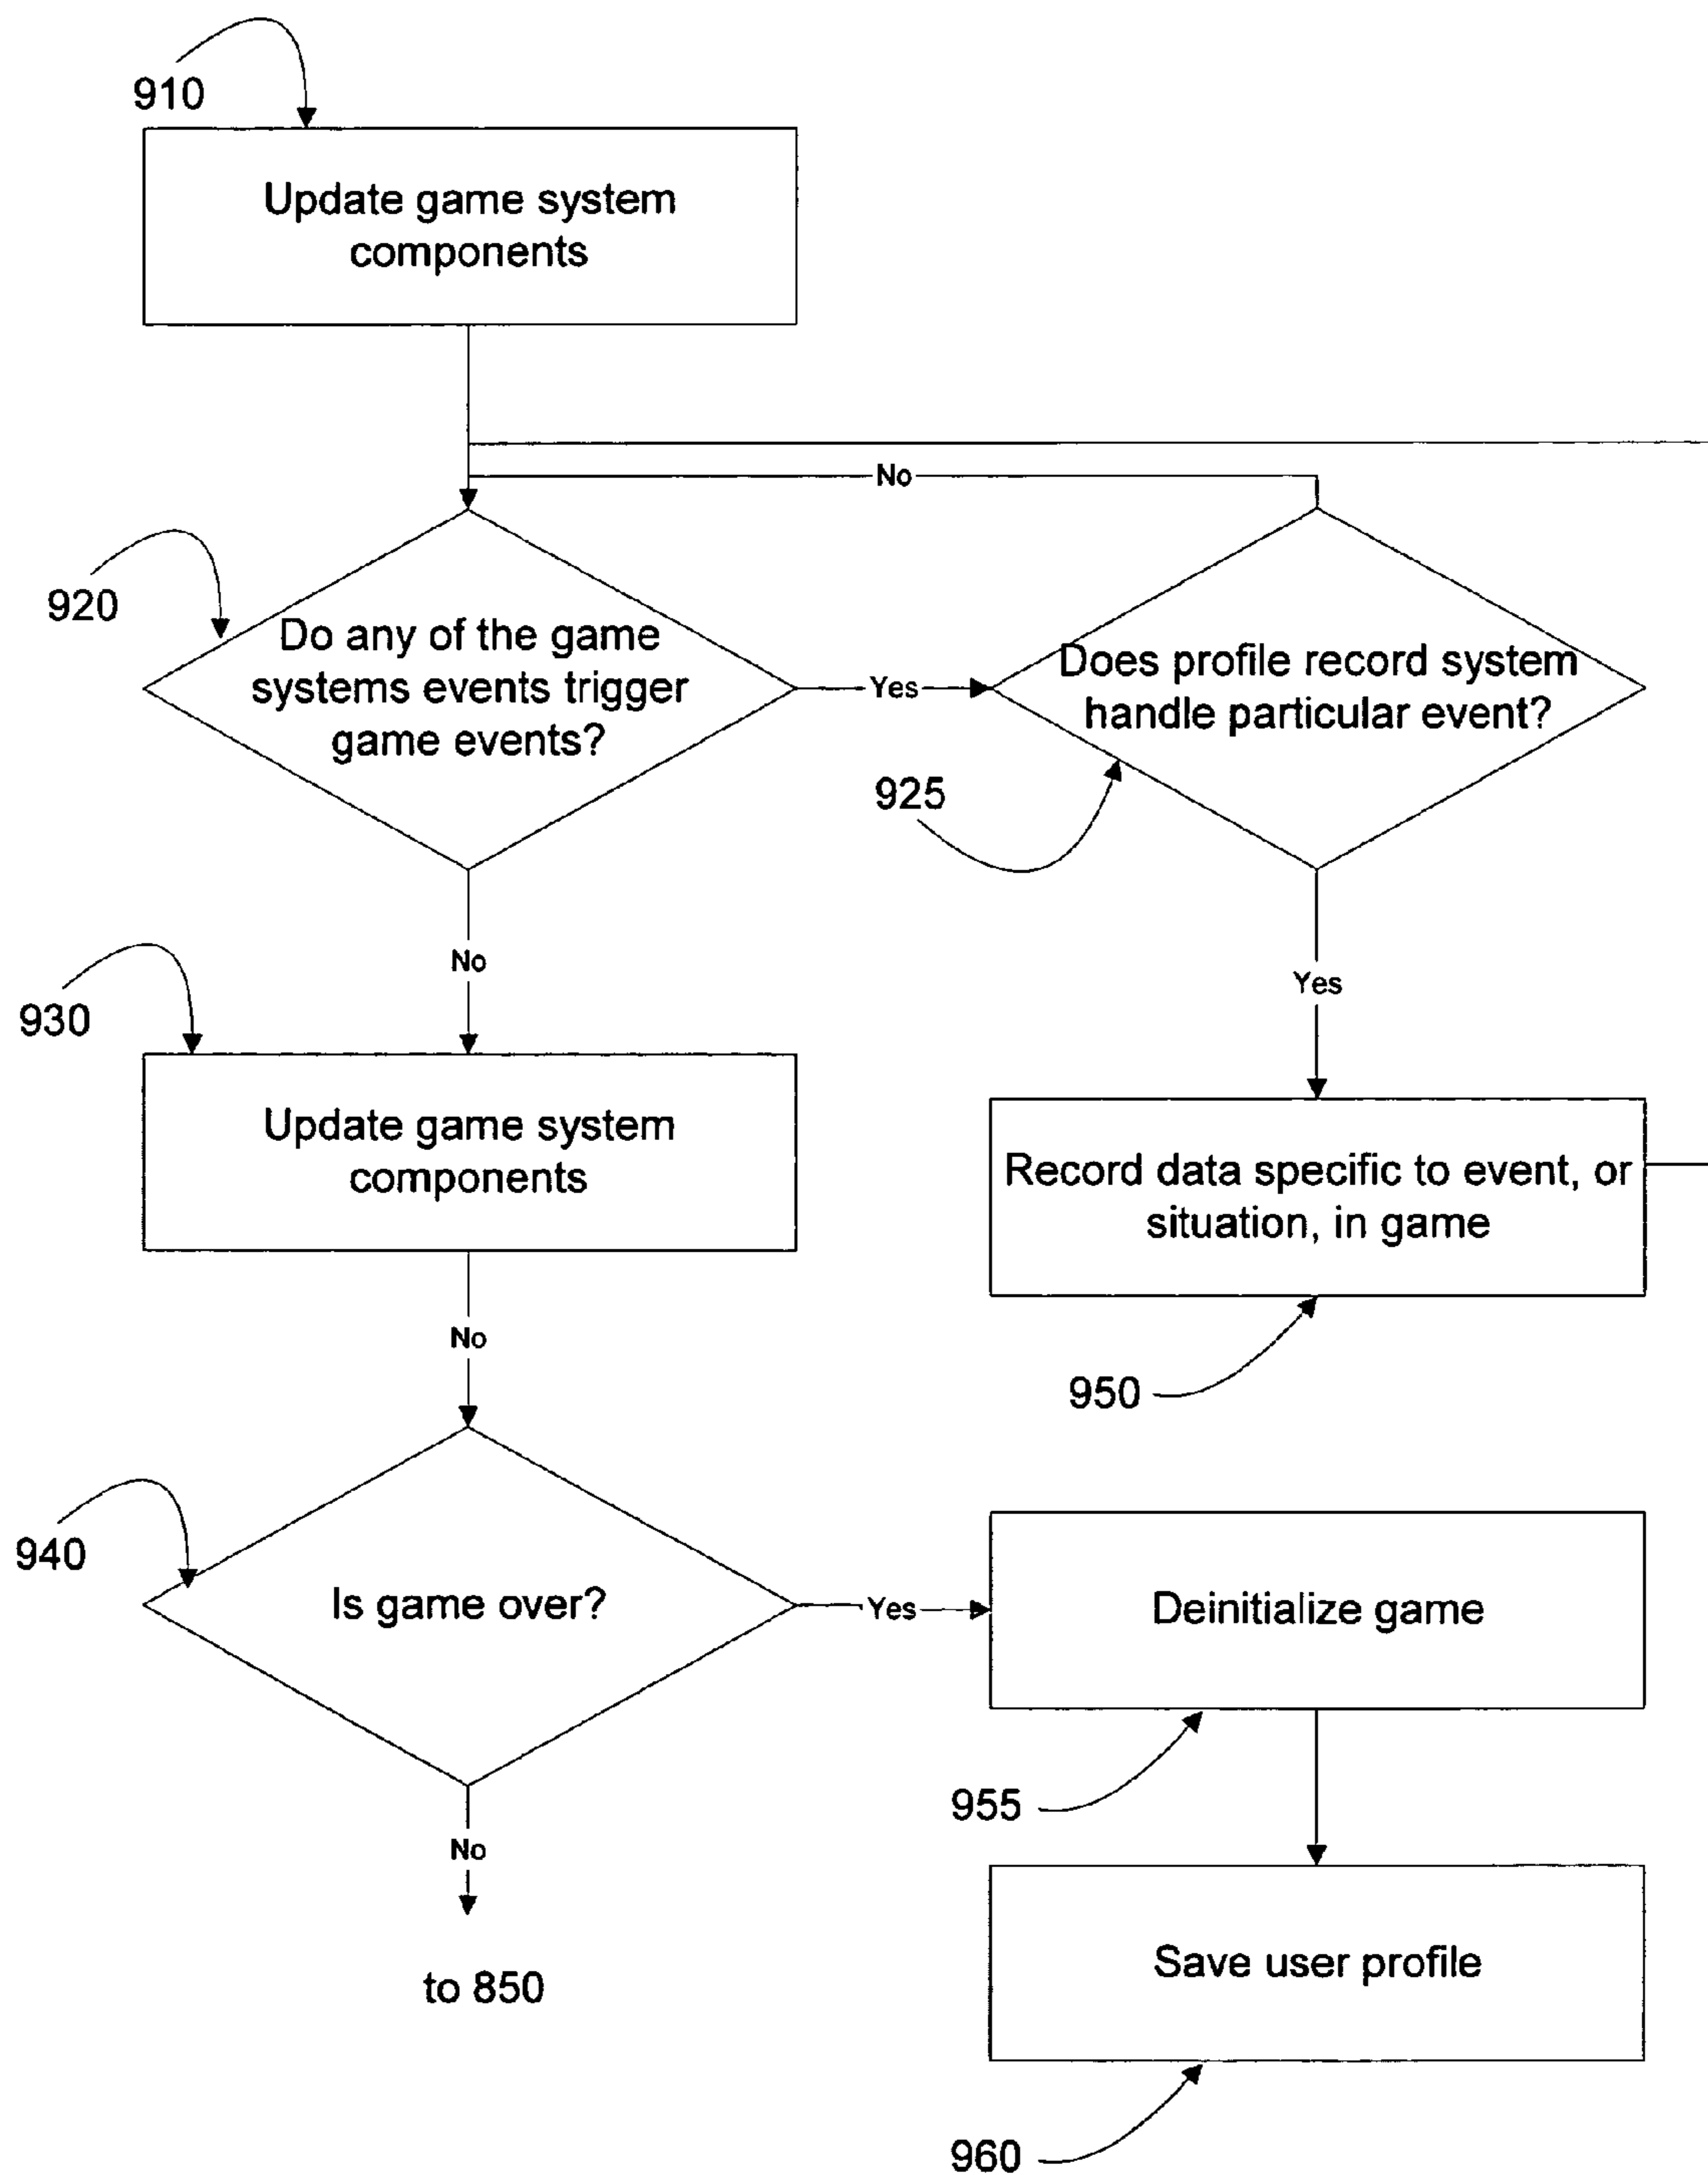 910
Update game system
components
No
920
Do any of the game
systems events trigger
game events?
Yes
Does profile record system
handle particular event?
925
No
Yes
930
Update game system
components
Record data specific to event, or
situation, in game
No
950
940
Is game over?
Yes
Deinitialize game
955
No
to 850
Save user profile
960